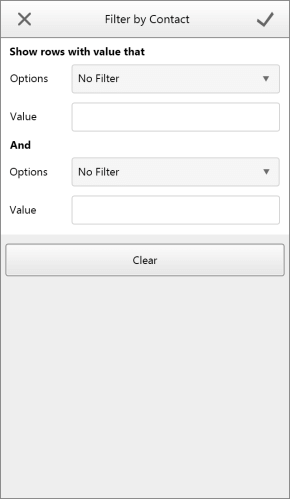 Filter by Contact
Show rows with value that
Options No Filter
Value
And
Options No Filter
Value
Clear